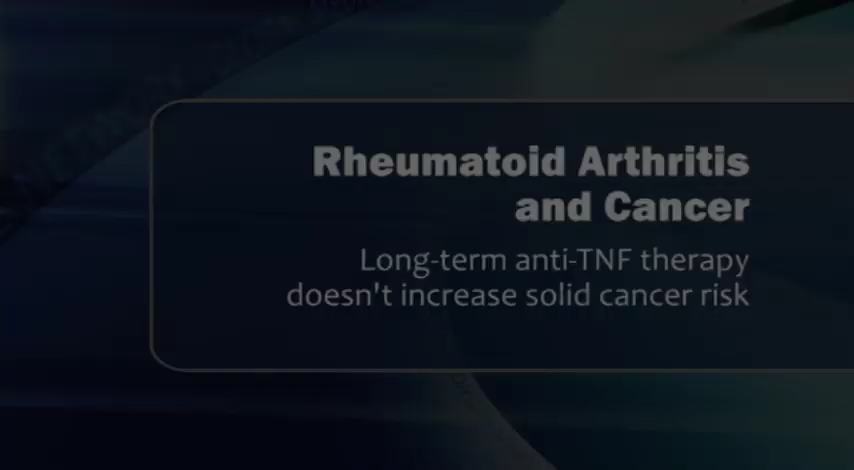 Rheumatoid Arthritis
and Cancer
Long-term anti-TNF therapy
doesn't increase solid cancer risk